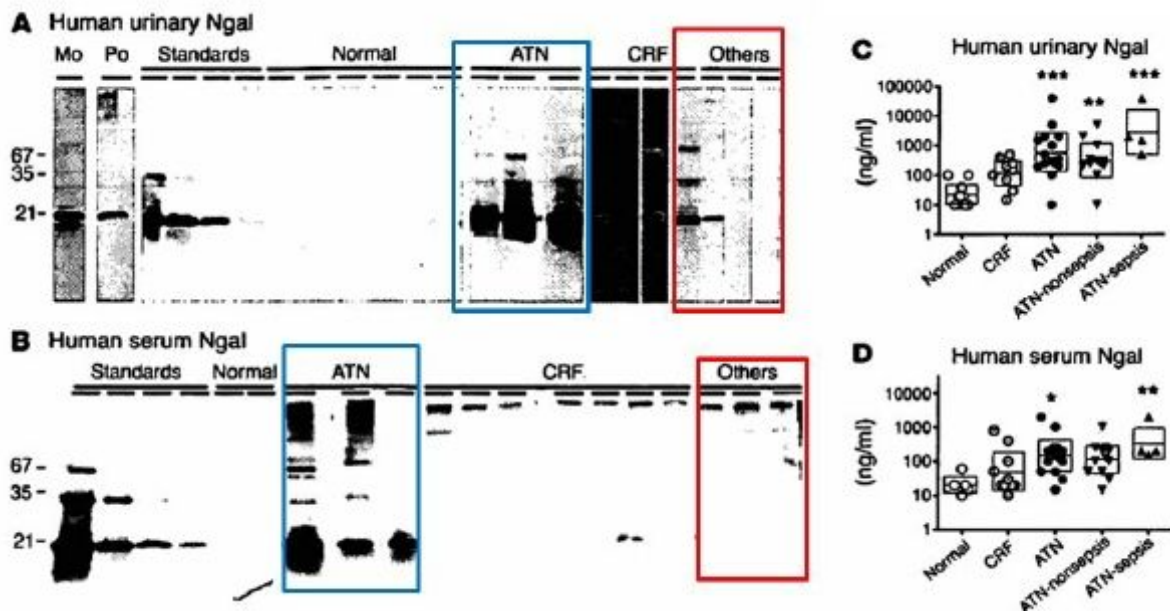 A Human urinary Ngal
Mo Po Standards Normal ATN CRF Others
67 -
35 -
21 -
B Human serum Ngal
Standards Normal ATN CRF. Others
67 -
35 -
21 -
C Human urinary Ngal
(ng/ml)
100000
10000
1000
100
10
1
*** ** ***
Normal CRF ATN ATN-nonsepsis ATN-sepsis
D Human serum Ngal
(ng/ml)
10000
1000
100
10
1
* **
Normal CRF ATN ATN-nonsepsis ATN-sepsis